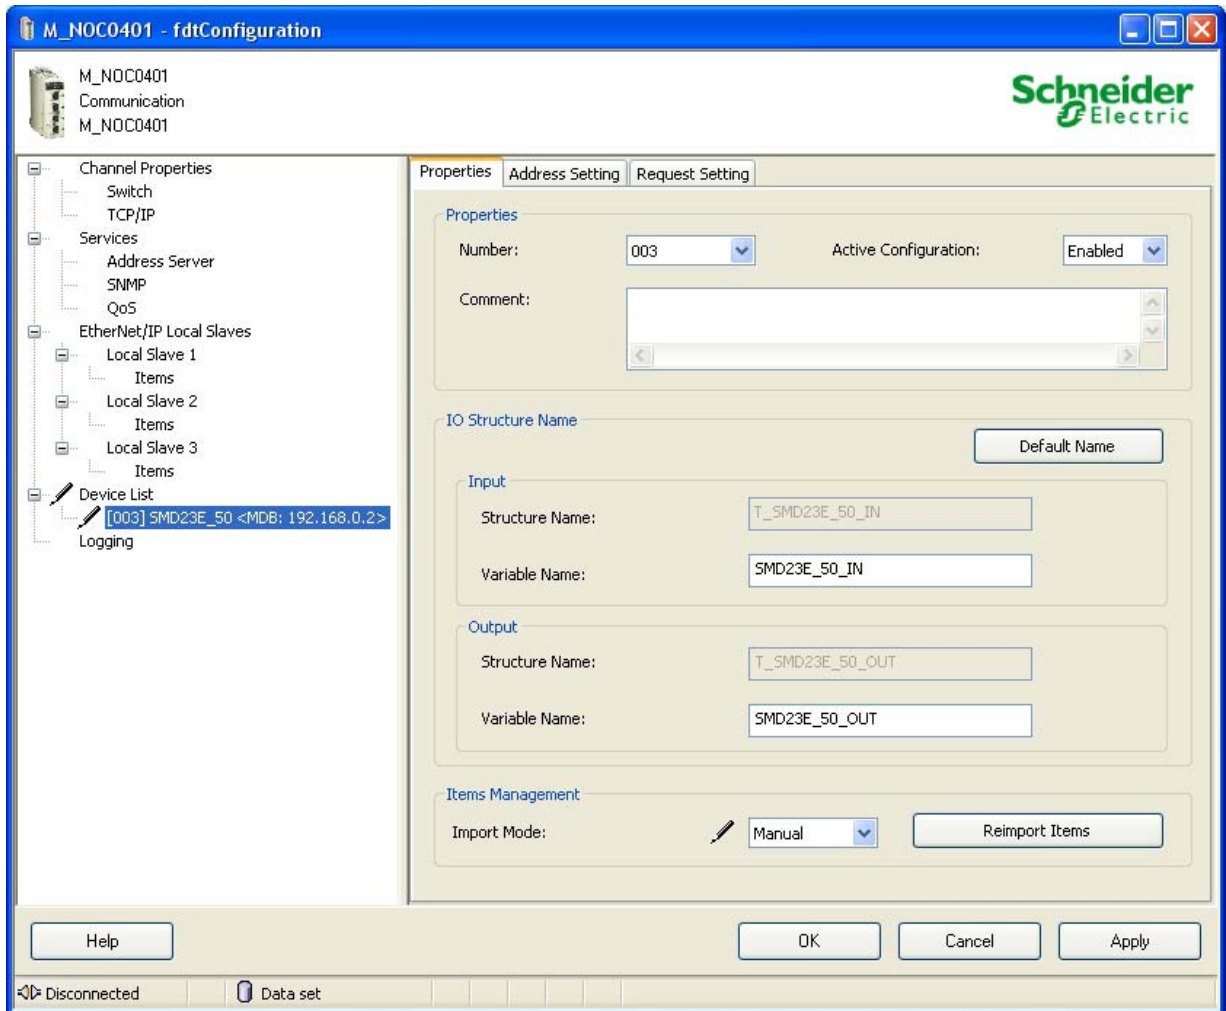 M_NOC0401 - fdtConfiguration
M_NOC0401
Communication
M_NOC0401
Schneider
Electric
Channel Properties
Switch
TCP/IP
Services
Address Server
SNMP
QoS
EtherNet/IP Local Slaves
Local Slave 1
Items
Local Slave 2
Items
Local Slave 3
Items
Device List
[003] SMD23E_50 <MDB: 192.168.0.2>
Logging
Properties Address Setting Request Setting
Properties
Number: 003 Active Configuration: Enabled
Comment:
IO Structure Name
Default Name
Input
Structure Name: T_SMD23E_50_IN
Variable Name: SMD23E_50_IN
Output
Structure Name: T_SMD23E_50_OUT
Variable Name: SMD23E_50_OUT
Items Management
Import Mode: Manual Reimport Items
Help OK Cancel Apply
Disconnected Data set